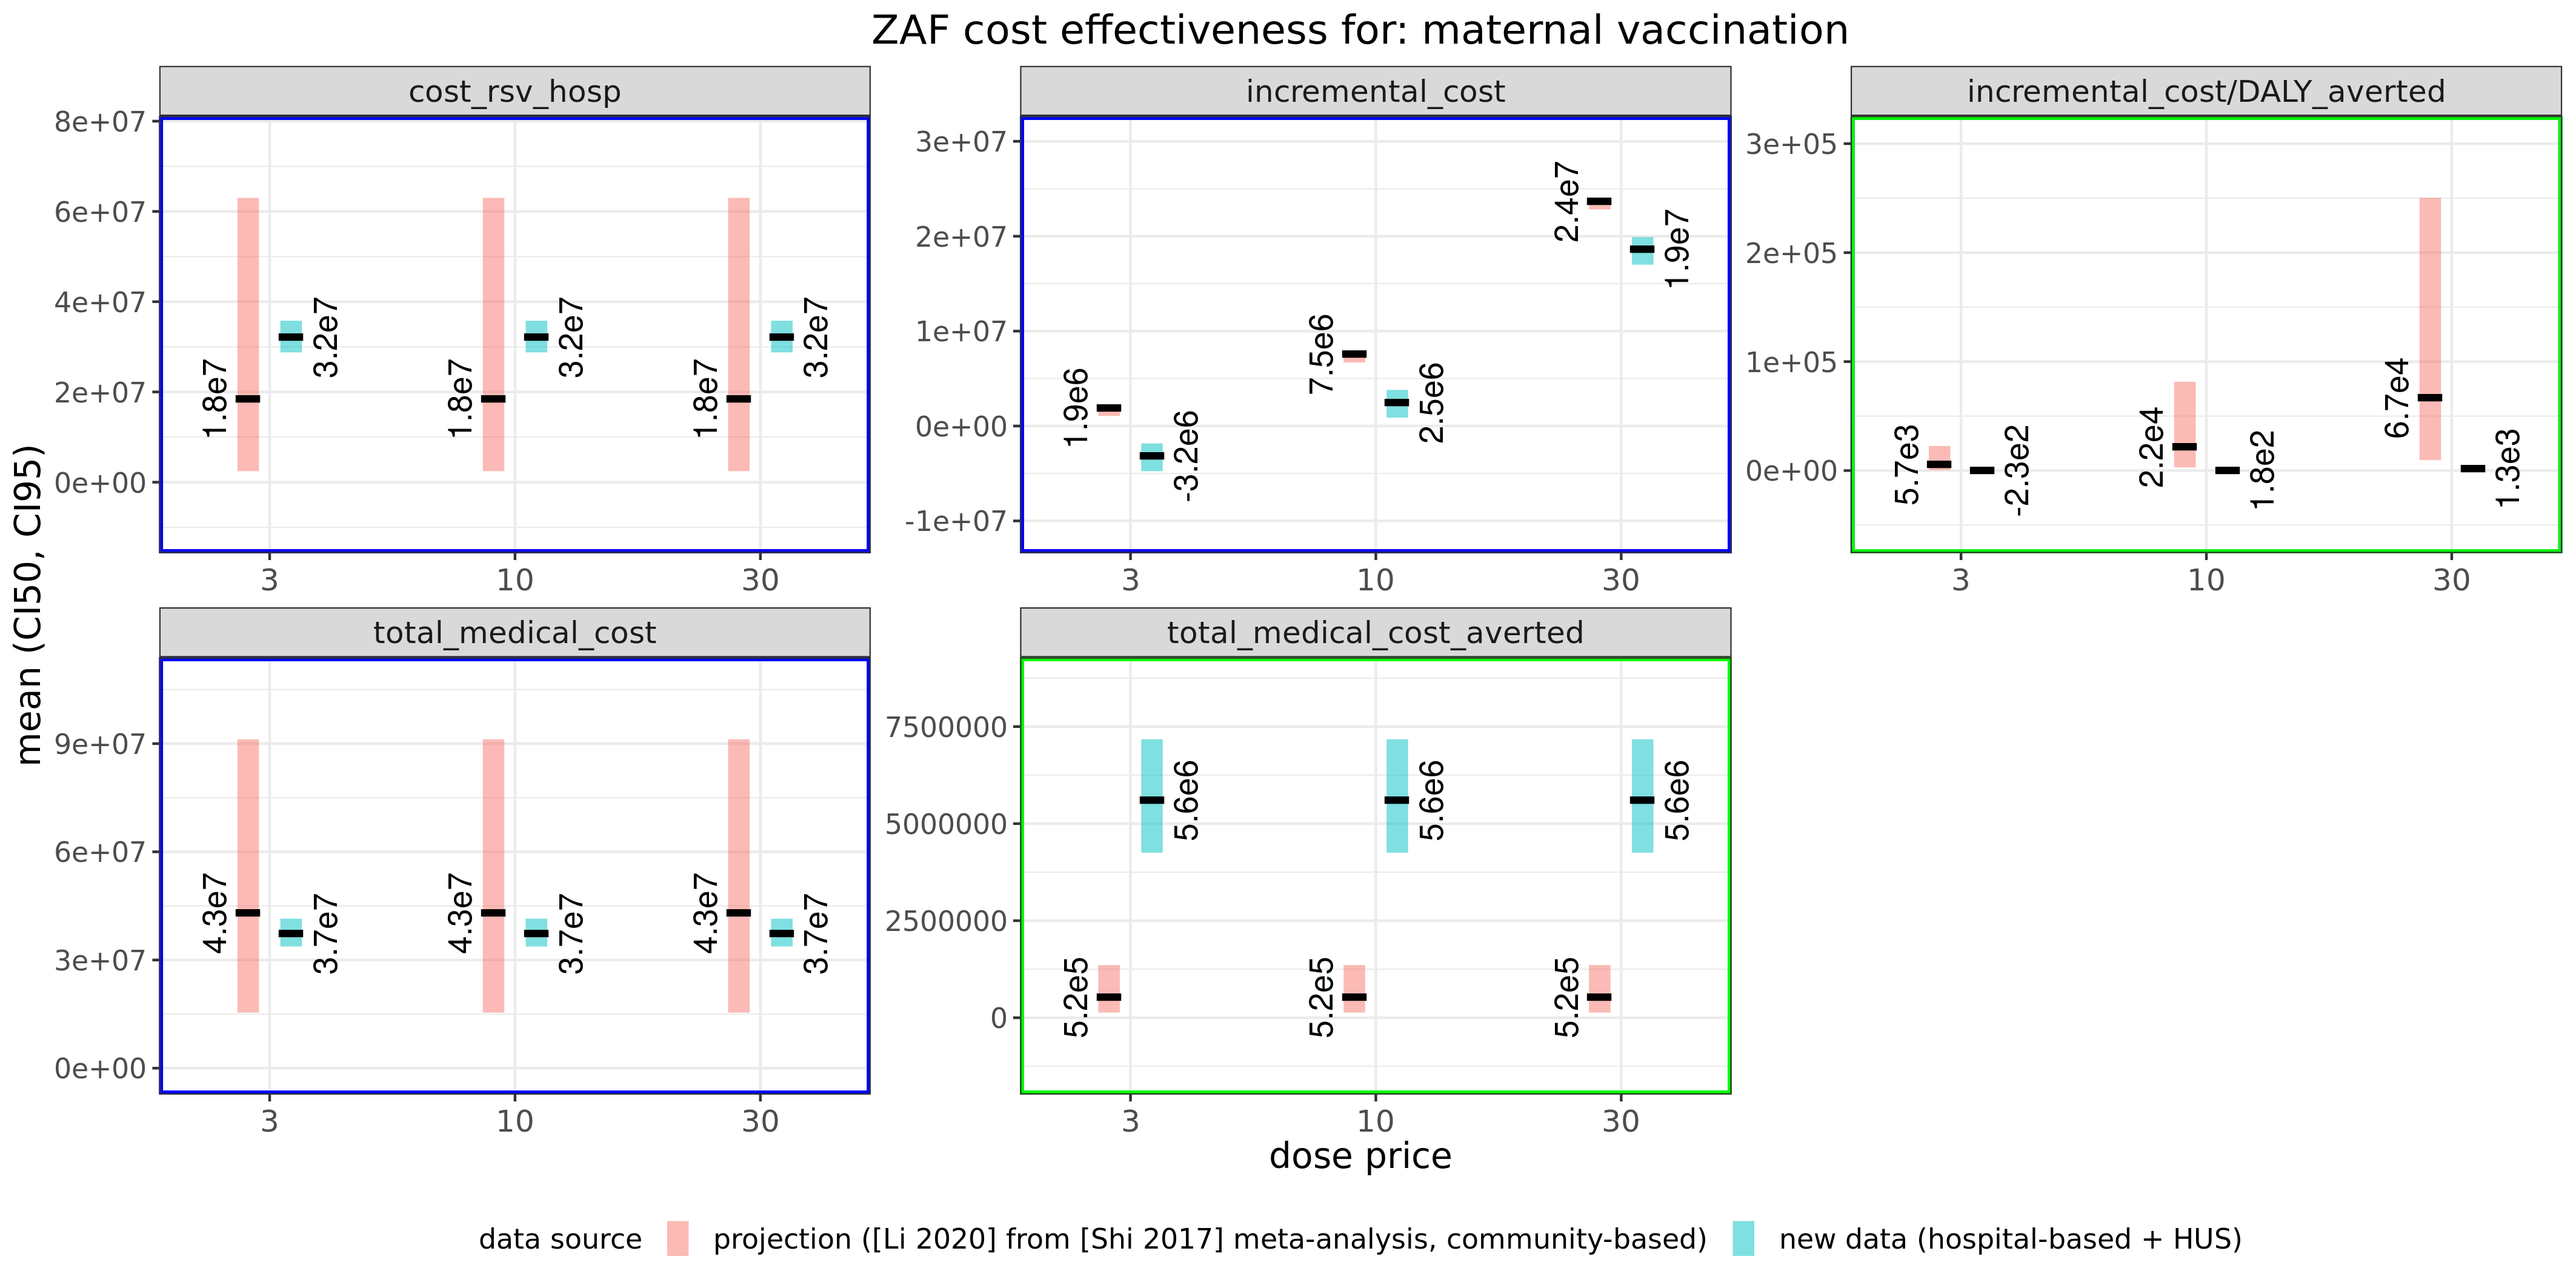 ZAF cost effectiveness for: maternal vaccination
mean (CI50, CI95)
cost_rsv_hosp
8e+07
6e+07
4e+07
2e+07
0e+00
1.8e7
3.2e7
1.8e7
3.2e7
1.8e7
3.2e7
3
10
30
incremental_cost
3e+07
2e+07
1e+07
0e+00
-1e+07
1.9e6
-3.2e6
7.5e6
2.5e6
2.4e7
1.9e7
3
10
30
incremental_cost/DALY_averted
3e+05
2e+05
1e+05
0e+00
5.7e3
-2.3e2
2.2e4
1.8e2
6.7e4
1.3e3
3
10
30
total_medical_cost
9e+07
6e+07
3e+07
0e+00
4.3e7
3.7e7
4.3e7
3.7e7
4.3e7
3.7e7
3
10
30
total_medical_cost_averted
7500000
5000000
2500000
0
5.2e5
5.6e6
5.2e5
5.6e6
5.2e5
5.6e6
3
10
30
dose price
data source
projection ([Li 2020] from [Shi 2017] meta-analysis, community-based)
new data (hospital-based + HUS)